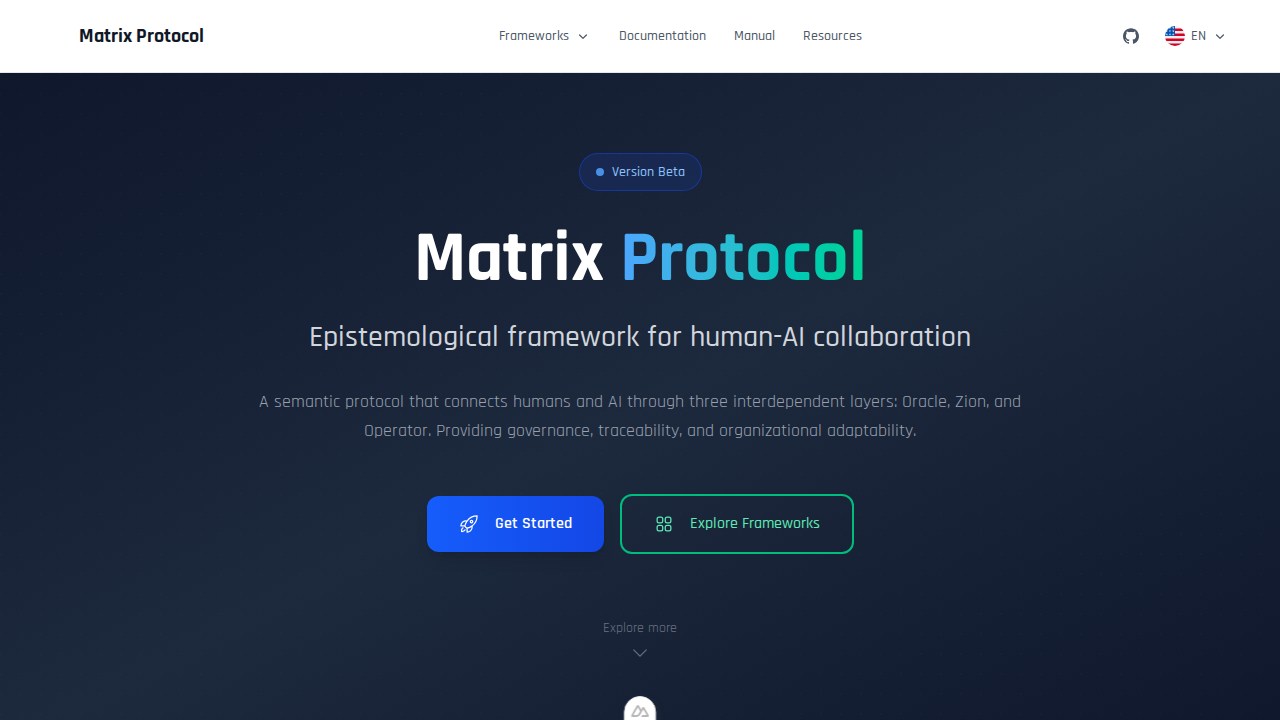 Matrix Protocol
Frameworks
Documentation
Manual
Resources
EN
Version Beta
Matrix Protocol
Epistemological framework for human-AI collaboration
A semantic protocol that connects humans and AI through three interdependent layers: Oracle, Zion, and
Operator. Providing governance, traceability, and organizational adaptability.
Get Started
Explore Frameworks
Explore more